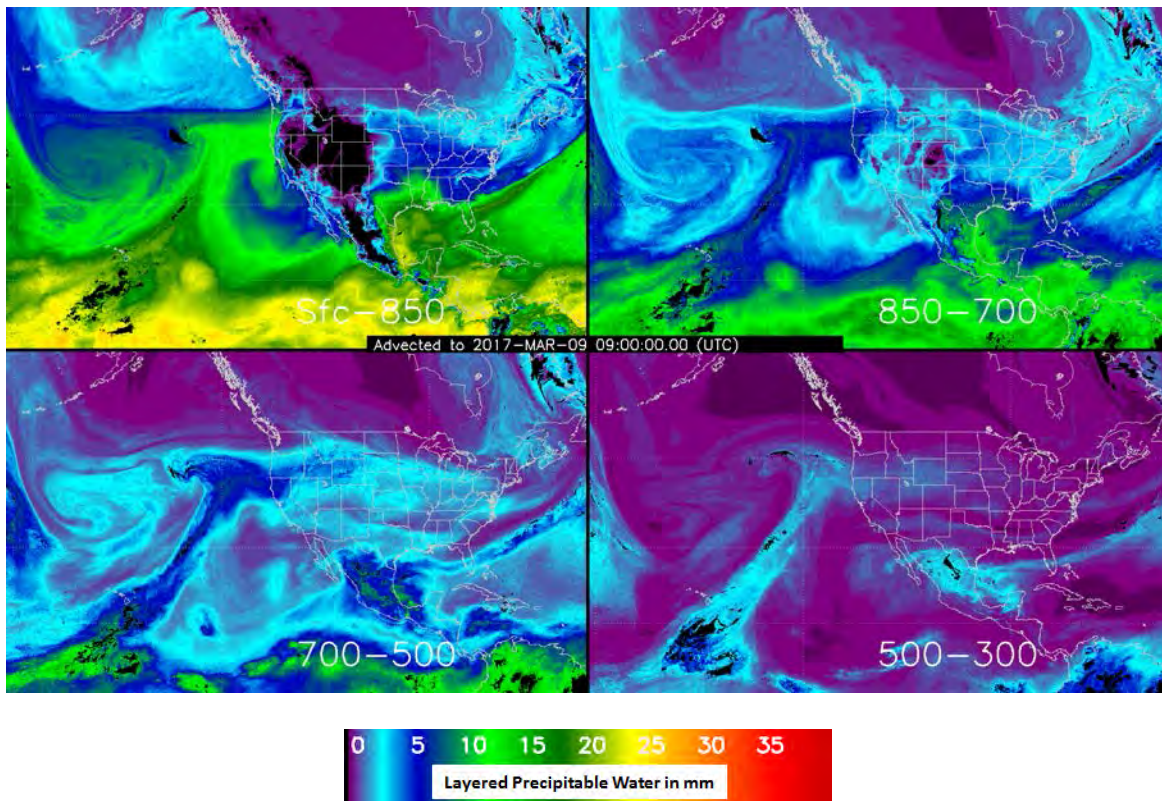 Sfc-850
850-700
Advected to 2017-MAR-09 09:00:00.00 (UTC)
700-500
500-300
0 5 10 15 20 25 30 35
Layered Precipitable Water in mm